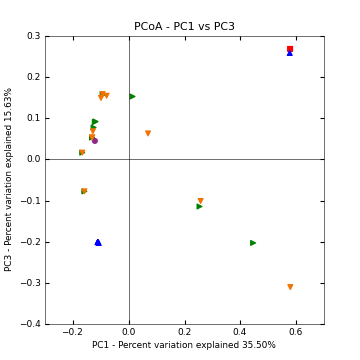 PCoA - PC1 vs PC3
0.3
0.2
0.1
0.0
−0.1
−0.2
−0.3
−0.4
PC3 - Percent variation explained 15.63%
−0.2 0.0 0.2 0.4 0.6
PC1 - Percent variation explained 35.50%